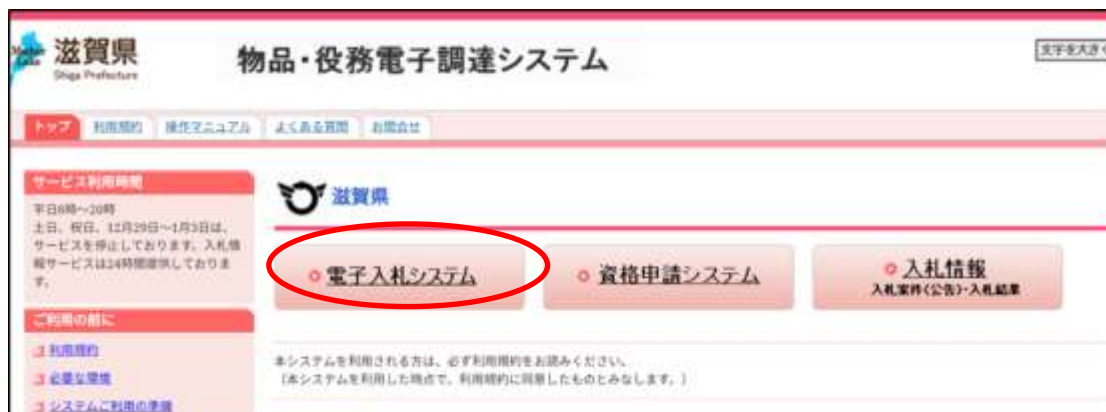 滋賀県
Shiga Prefecture
物品・役務電子調達システム
文字を大きく
トップ
利用規約
操作マニュアル
よくある質問
お問合せ
サービス利用時間
平日8時～20時
土日、祝日、12月29日～1月3日は、
サービスを停止しております。入札情
報サービスは24時間提供しておりま
す。
滋賀県
電子入札システム
資格申請システム
入札情報
入札案件(公告)・入札結果
ご利用の前に
利用規約
必要な環境
システムご利用の準備
本システムを利用される方は、必ず利用規約をお読みください。
(本システムを利用した時点で、利用規約に同意したものとみなします。)